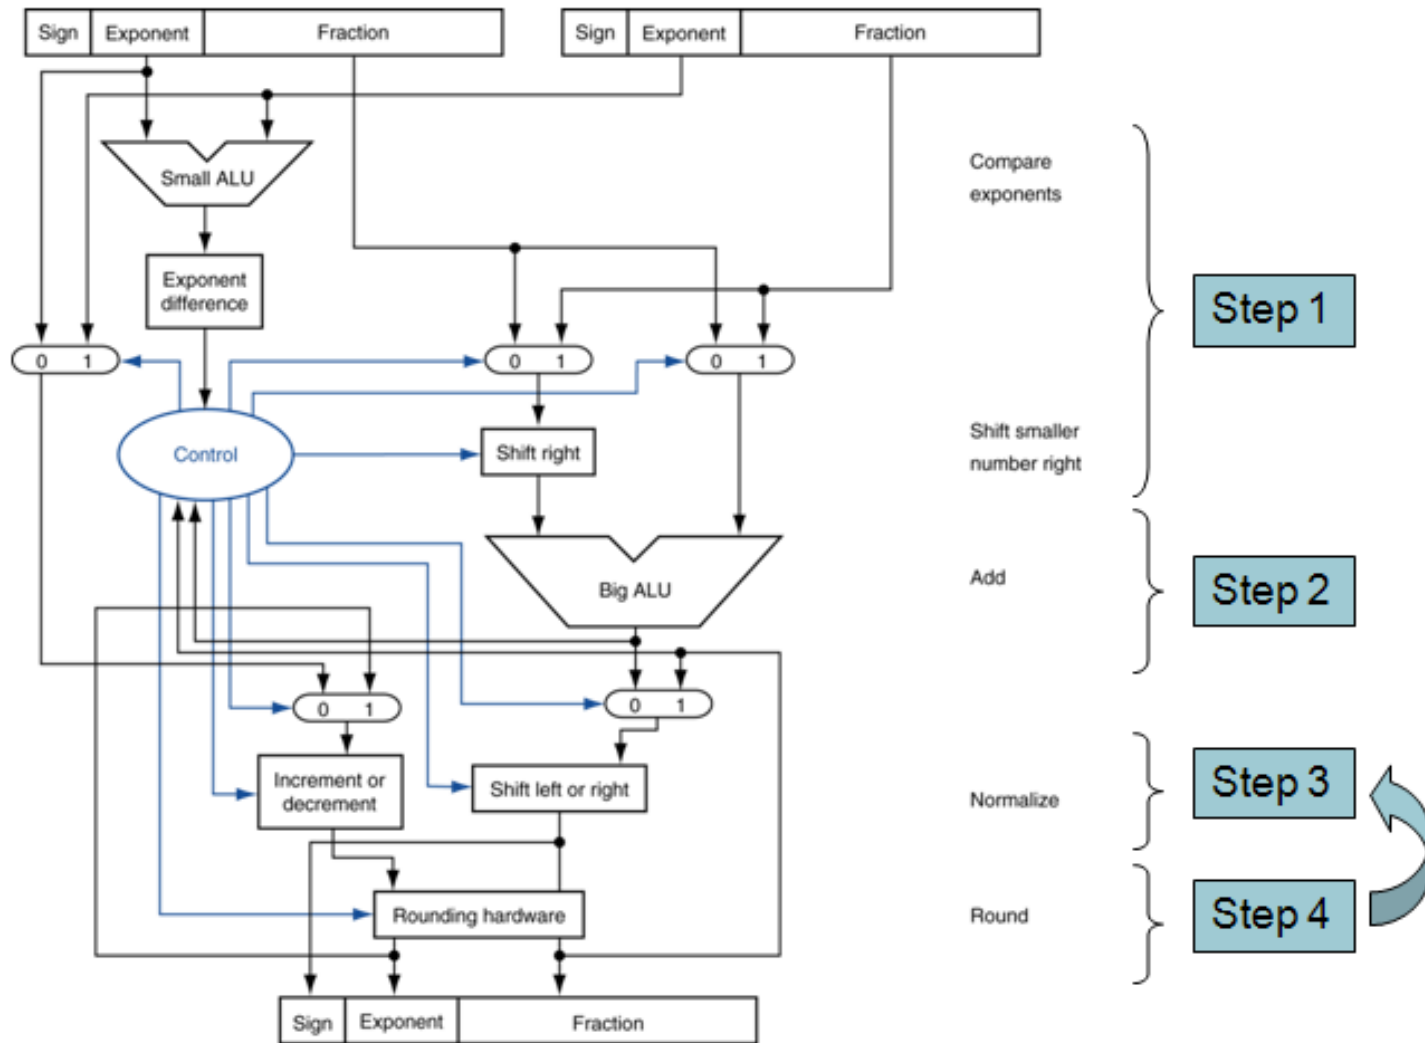 Sign Exponent Fraction Sign Exponent Fraction
Small ALU
Compare
exponents
Exponent
difference
Step 1
0 1 0 1 0 1
Control
Shift right
Shift smaller
number right
Big ALU
Add
Step 2
0 1 0 1
Increment or
decrement
Shift left or right
Normalize
Step 3
Rounding hardware
Round
Step 4
Sign Exponent Fraction